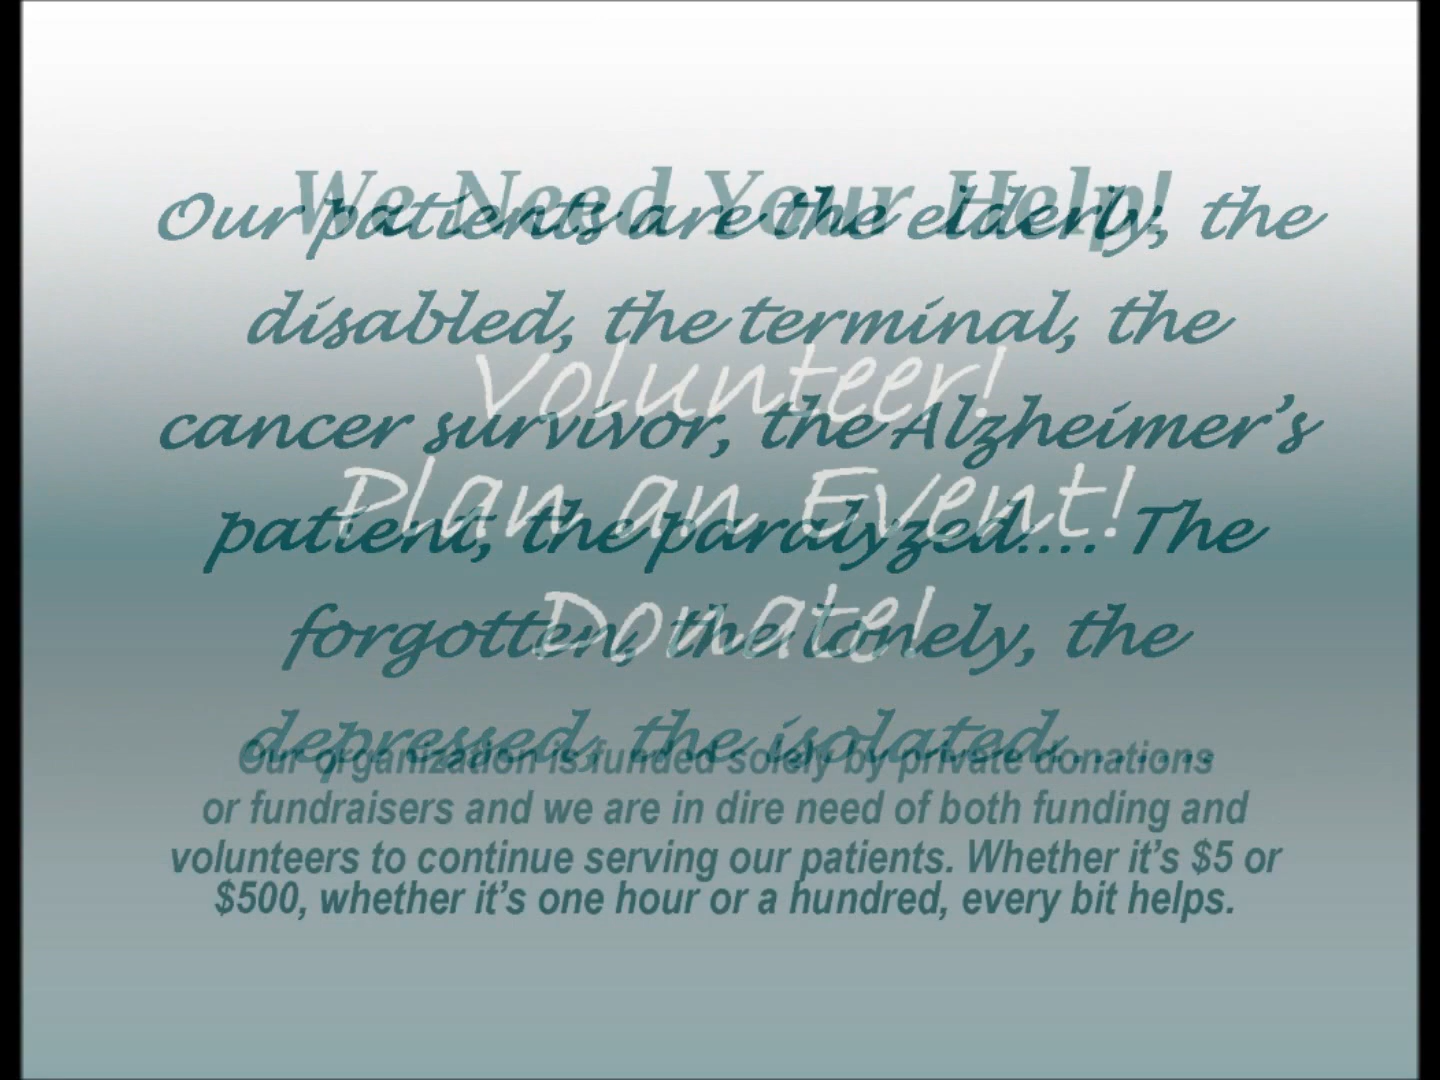 We Need Your Help!
Our patients are the elderly, the
disabled, the terminal, the
Volunteer!
cancer survivor, the Alzheimer's
Plan an Event!
patient, the paralyzed.... The
Donate!
forgotten, the lonely, the
depressed, the isolated........
Our organization is funded solely by private donations
or fundraisers and we are in dire need of both funding and
volunteers to continue serving our patients. Whether it's $5 or
$500, whether it's one hour or a hundred, every bit helps.